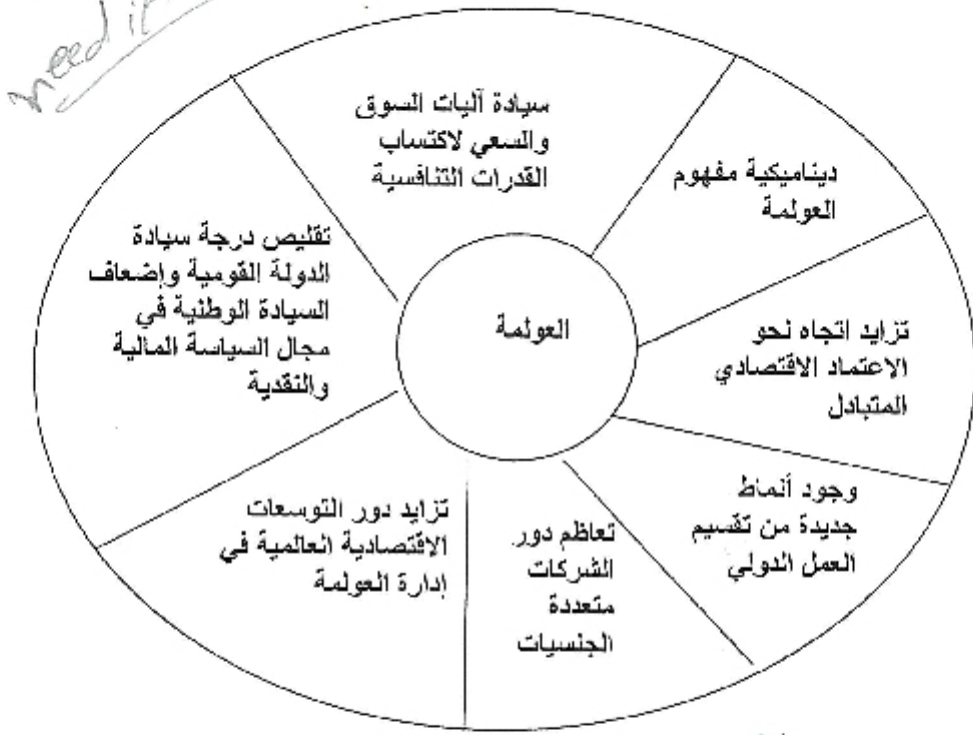 need it
سيادة آليات السوق
والسعي لاكتساب
القدرات التنافسية
ديناميكية مفهوم
العولمة
تزايد اتجاه نحو
الاعتماد الاقتصادي
المتبادل
وجود أنماط
جديدة من تقسيم
العمل الدولي
تعاظم دور
الشركات
متعددة
الجنسيات
تزايد دور التوسعات
الاقتصادية العالمية في
إدارة العولمة
تقليص درجة سيادة
الدولة القومية وإضعاف
السيادة الوطنية في
مجال السياسة المالية
والنقدية
العولمة